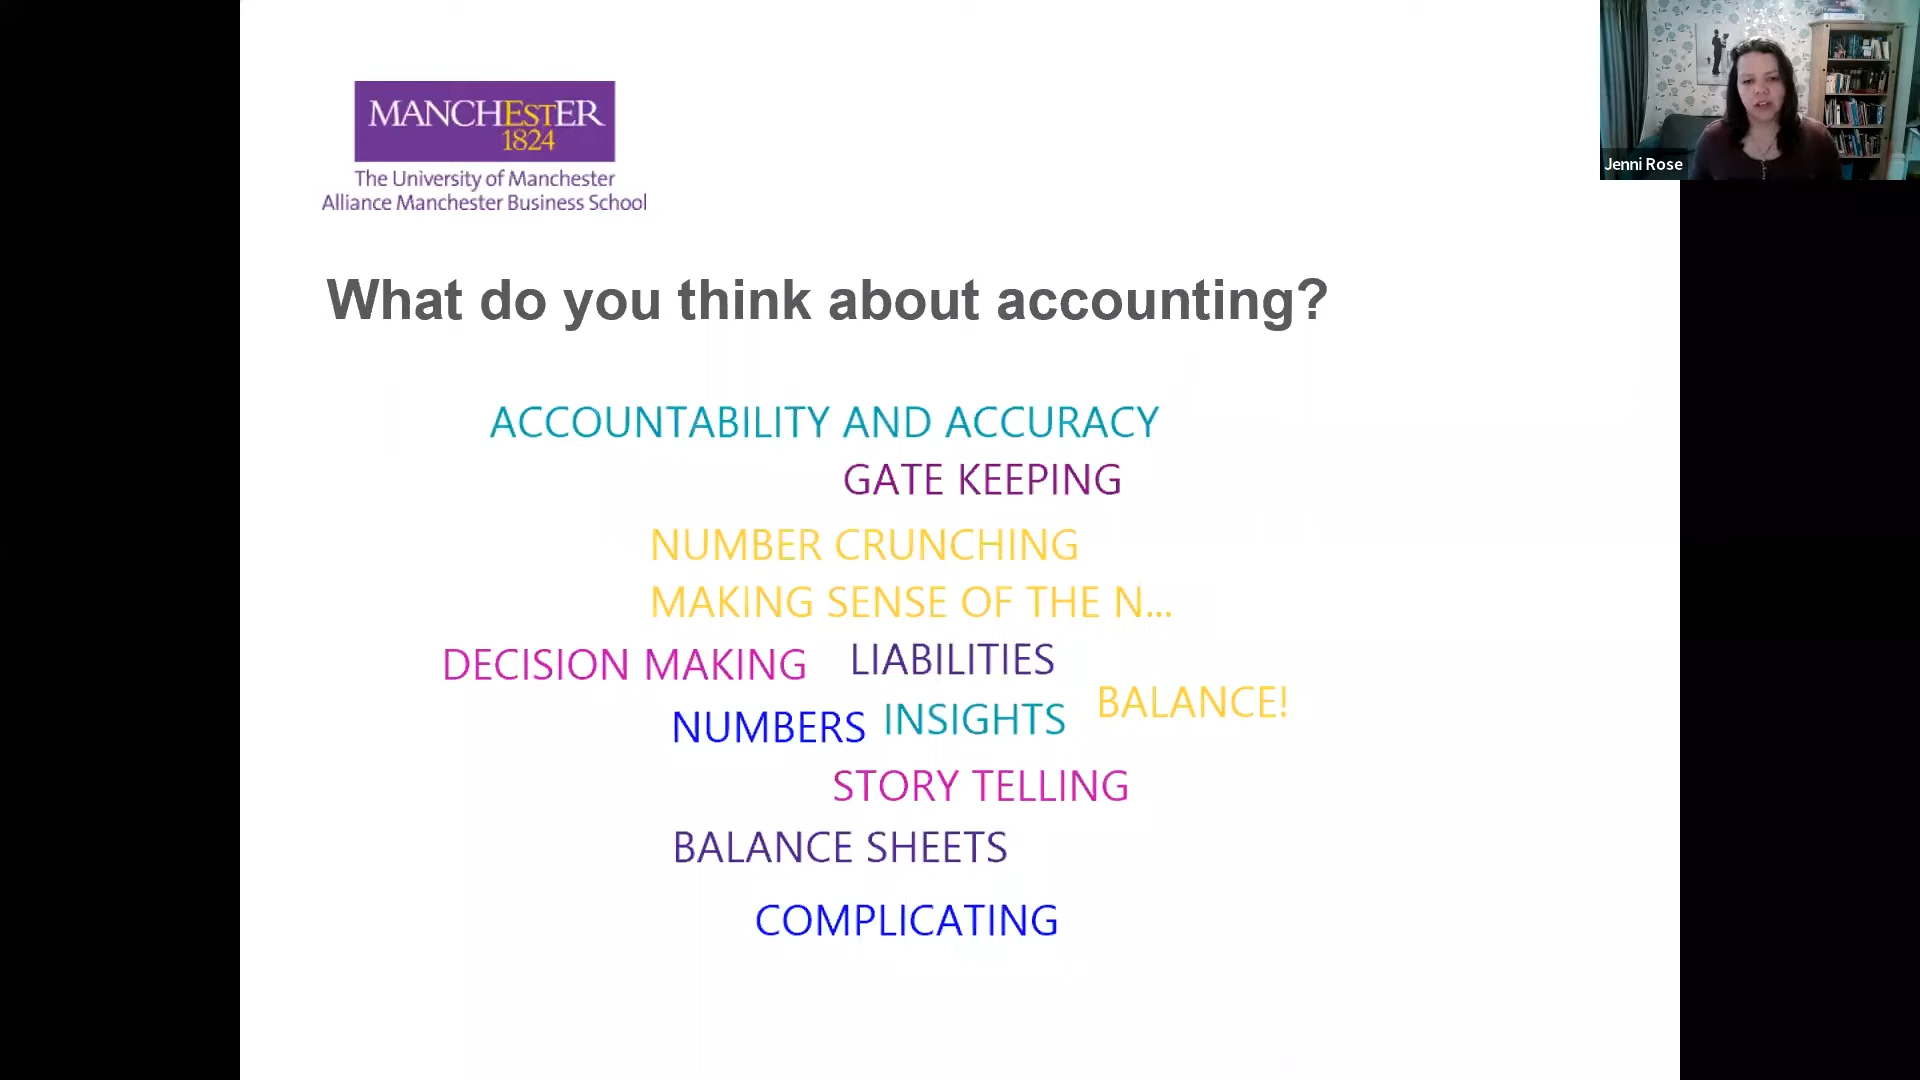 MANCHESTER
1824
The University of Manchester
Alliance Manchester Business School
Jenni Rose
What do you think about accounting?
ACCOUNTABILITY AND ACCURACY
GATE KEEPING
NUMBER CRUNCHING
MAKING SENSE OF THE N...
DECISION MAKING LIABILITIES
BALANCE!
NUMBERS INSIGHTS
STORY TELLING
BALANCE SHEETS
COMPLICATING